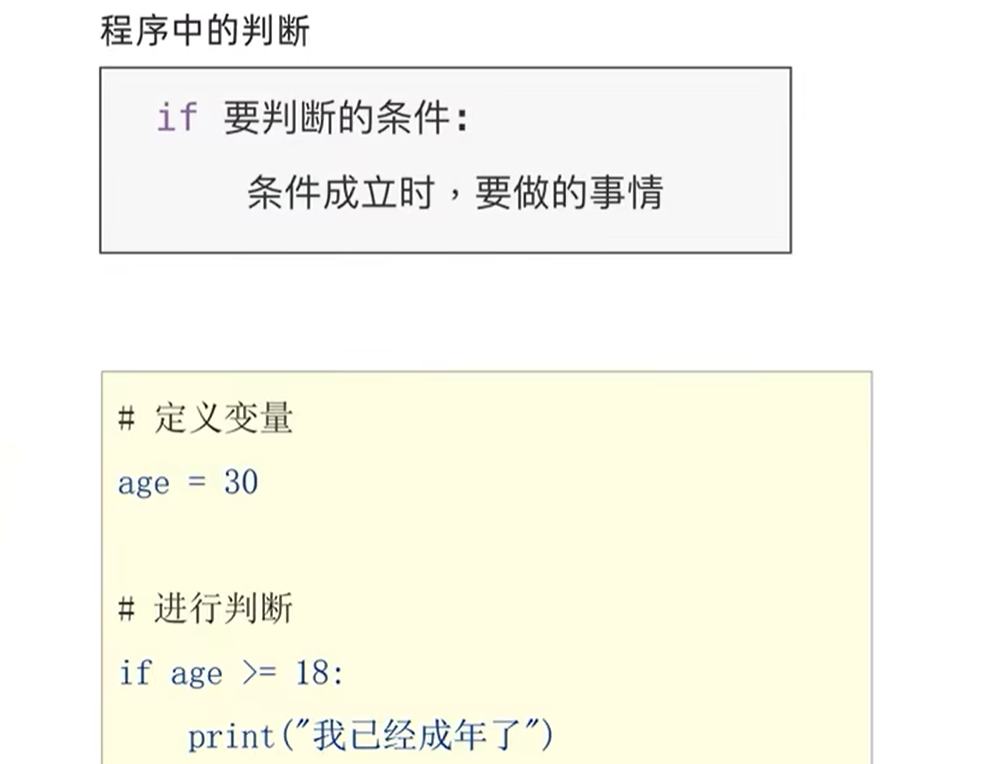 程序中的判断
if 要判断的条件:
条件成立时，要做的事情
# 定义变量
age = 30
# 进行判断
if age >= 18:
print("我已经成年了")